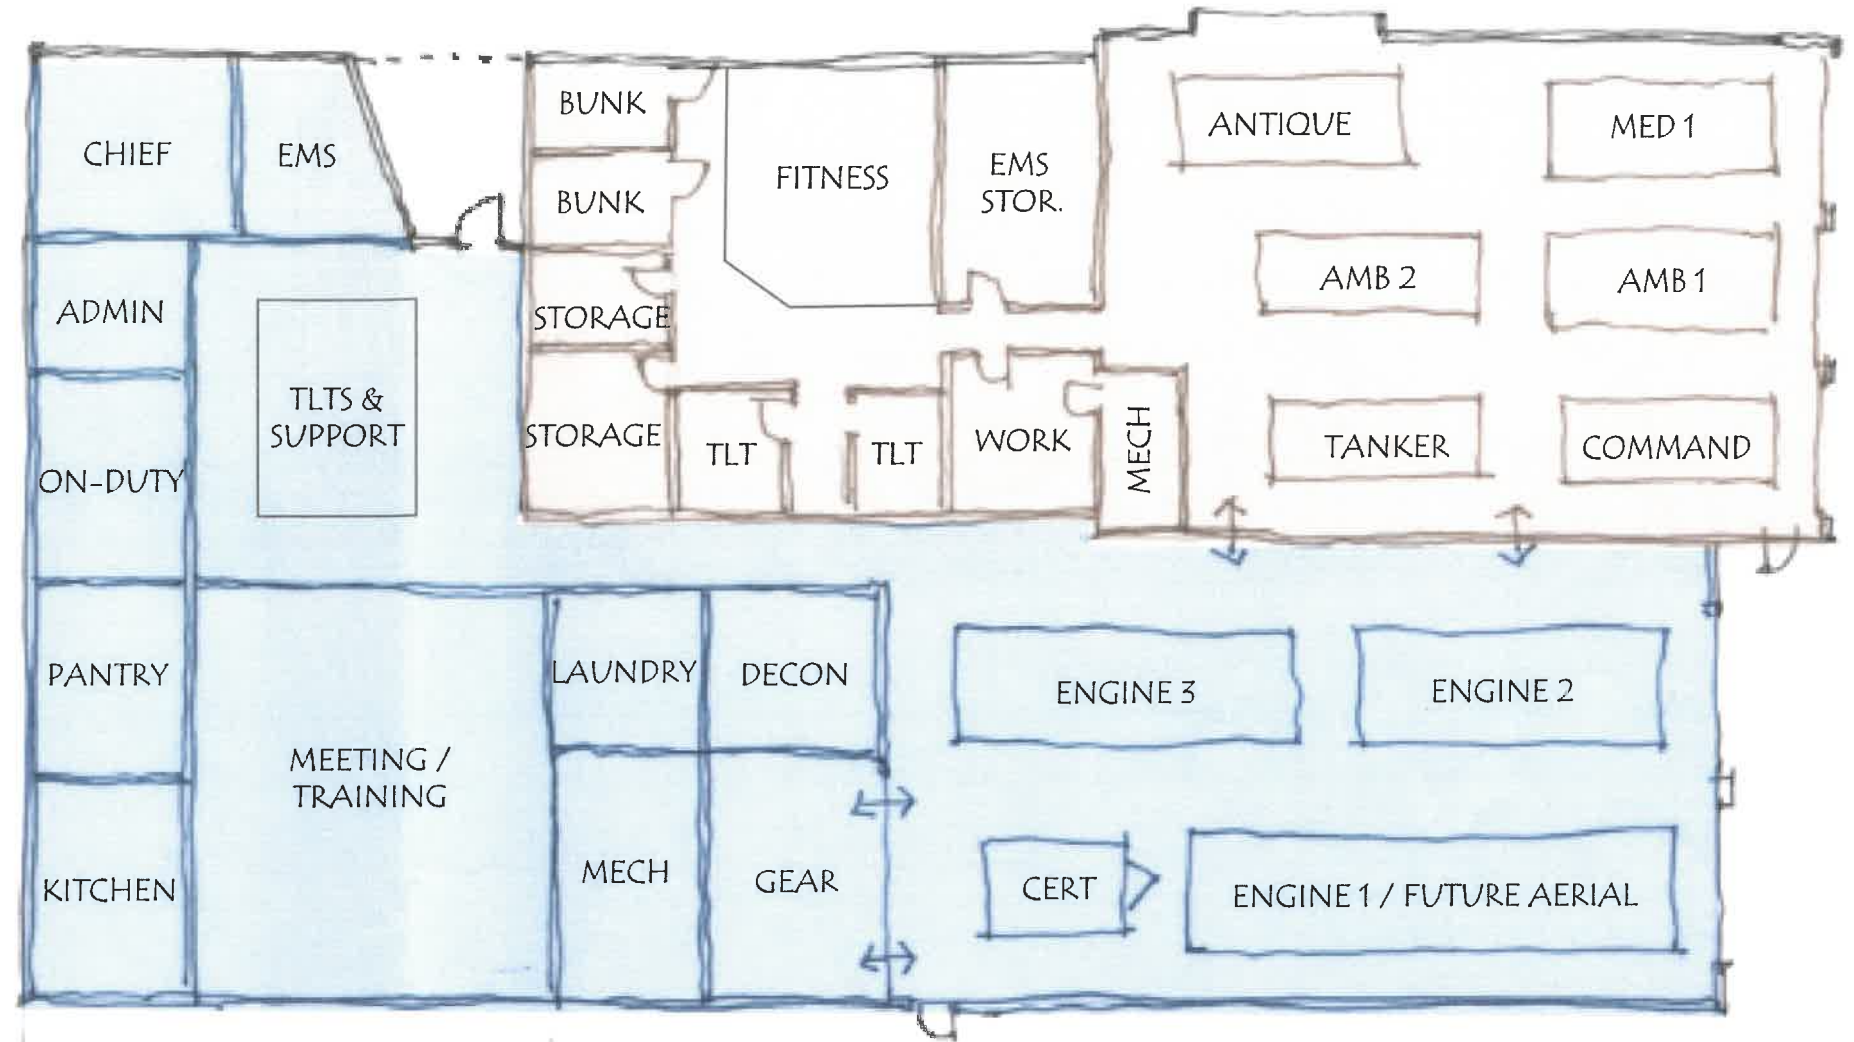 CHIEF
EMS
BUNK
BUNK
FITNESS
EMS
STOR.
ANTIQUE
MED 1
AMB 2
AMB 1
ADMIN
STORAGE
TLTS &
SUPPORT
ON-DUTY
STORAGE
TLT
TLT
WORK
MECH
TANKER
COMMAND
PANTRY
LAUNDRY
DECON
ENGINE 3
ENGINE 2
MEETING /
TRAINING
KITCHEN
MECH
GEAR
CERT
ENGINE 1 / FUTURE AERIAL